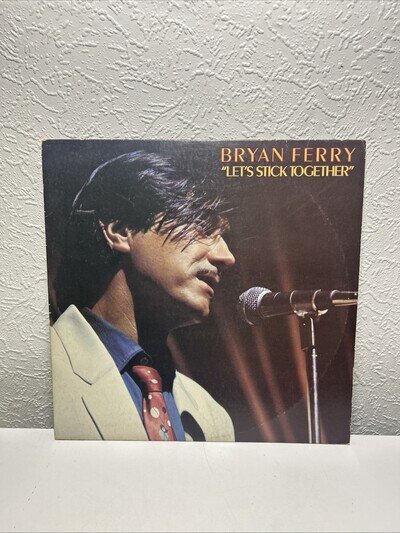 BRYAN FERRY
"LET'S STICK TOGETHER"